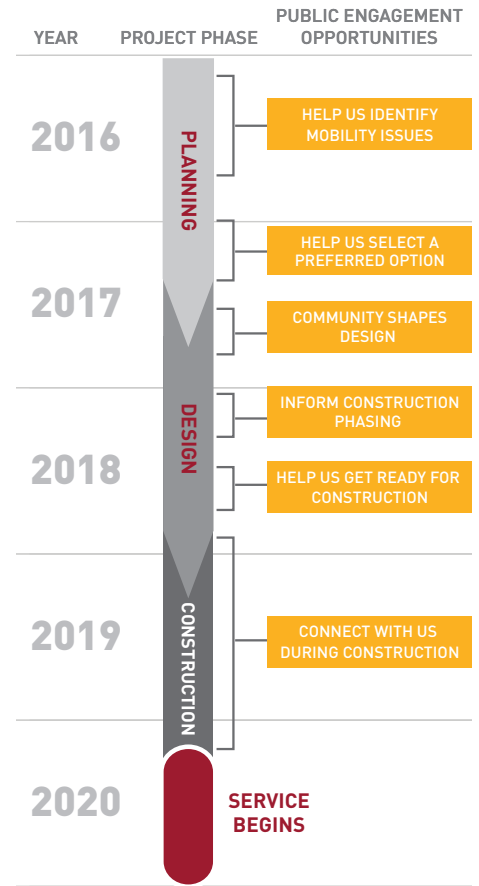 YEAR
PROJECT PHASE
PUBLIC ENGAGEMENT
OPPORTUNITIES
2016
PLANNING
HELP US IDENTIFY
MOBILITY ISSUES
2017
HELP US SELECT A
PREFERRED OPTION
COMMUNITY SHAPES
DESIGN
2018
DESIGN
INFORM CONSTRUCTION
PHASING
HELP US GET READY FOR
CONSTRUCTION
2019
CONSTRUCTION
CONNECT WITH US
DURING CONSTRUCTION
2020
SERVICE
BEGINS